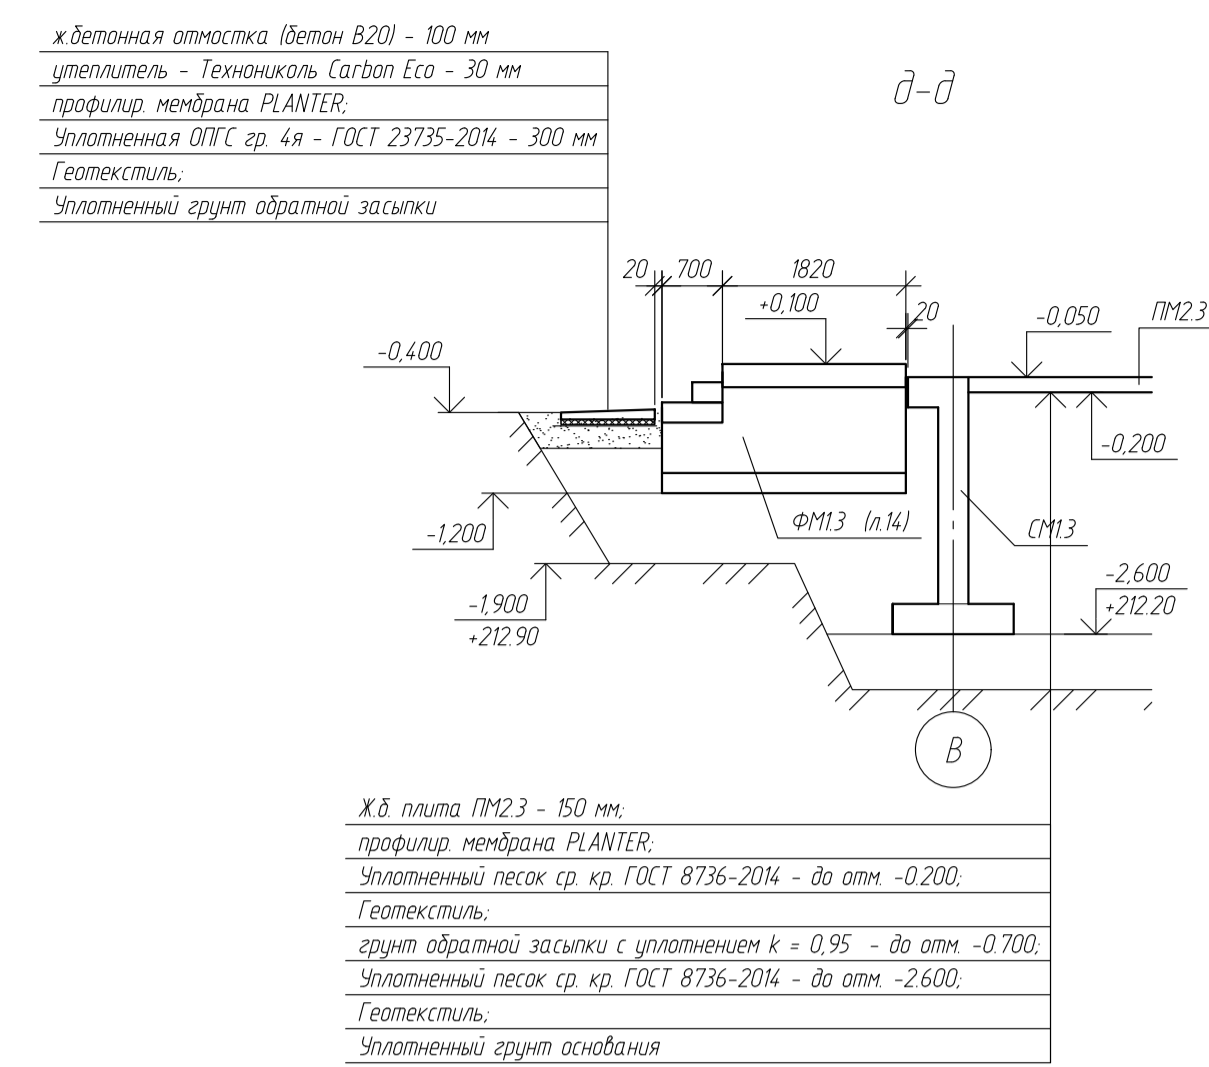 ж.бетонная отмостка (бетон В20) - 100 мм
утеплитель - Технониколь Carbon Eco - 30 мм
профилир. мембрана PLANTER;
Уплотненная ОПГС гр. 4я - ГОСТ 23735-2014 - 300 мм
Геотекстиль;
Уплотненный грунт обратной засыпки
д-д
20 700 1820
+0,100
20
-0,050
ПМ2.3
-0,400
-0,200
-1,200
ФМ1.3 (л.14)
СМ1.3
-1,900
+212.90
-2,600
+212.20
В
Ж.б. плита ПМ2.3 - 150 мм;
профилир. мембрана PLANTER;
Уплотненный песок ср. кр. ГОСТ 8736-2014 - до отм. -0.200;
Геотекстиль;
грунт обратной засыпки с уплотнением k = 0,95 - до отм. -0.700;
Уплотненный песок ср. кр. ГОСТ 8736-2014 - до отм. -2.600;
Геотекстиль;
Уплотненный грунт основания